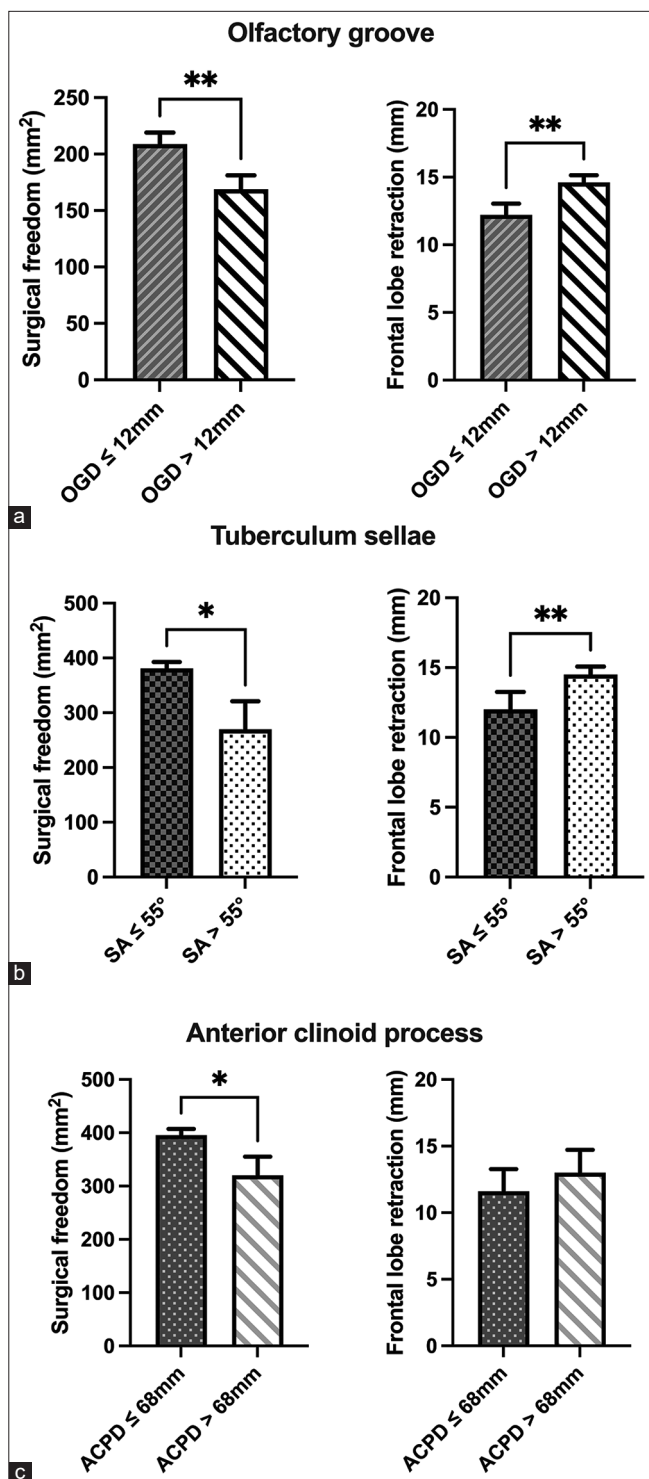 Olfactory groove
Surgical freedom (mm²)
250
200
150
100
50
0
**
OGD ≤ 12mm
OGD > 12mm
Frontal lobe retraction (mm)
20
15
10
5
0
**
OGD ≤ 12mm
OGD > 12mm
a
Tuberculum sellae
Surgical freedom (mm²)
500
400
300
200
100
0
*
SA ≤ 55°
SA > 55°
Frontal lobe retraction (mm)
20
15
10
5
0
**
SA ≤ 55°
SA > 55°
b
Anterior clinoid process
Surgical freedom (mm²)
500
400
300
200
100
0
*
ACPD ≤ 68mm
ACPD > 68mm
Frontal lobe retraction (mm)
20
15
10
5
0
ACPD ≤ 68mm
ACPD > 68mm
c